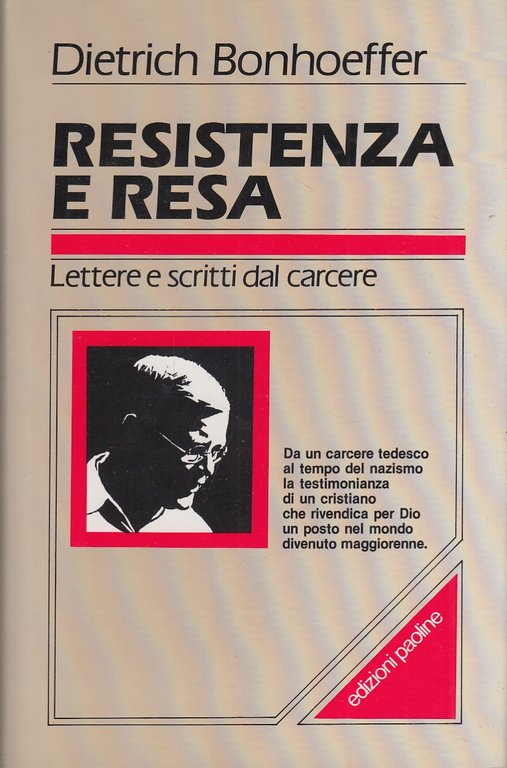 Dietrich Bonhoeffer
RESISTENZA
E RESA
Lettere e scritti dal carcere
Da un carcere tedesco
al tempo del nazismo
la testimonianza
di un cristiano
che rivendica per Dio
un posto nel mondo
divenuto maggiorenne.
edizioni paoline